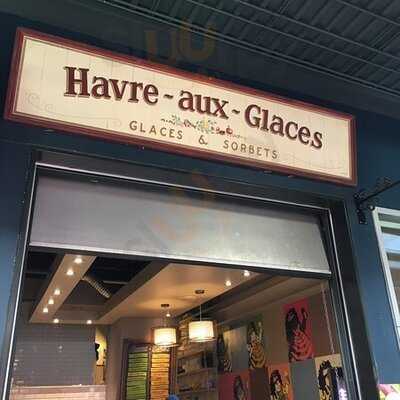 Havre-aux-Glaces
GLACES & SORBETS